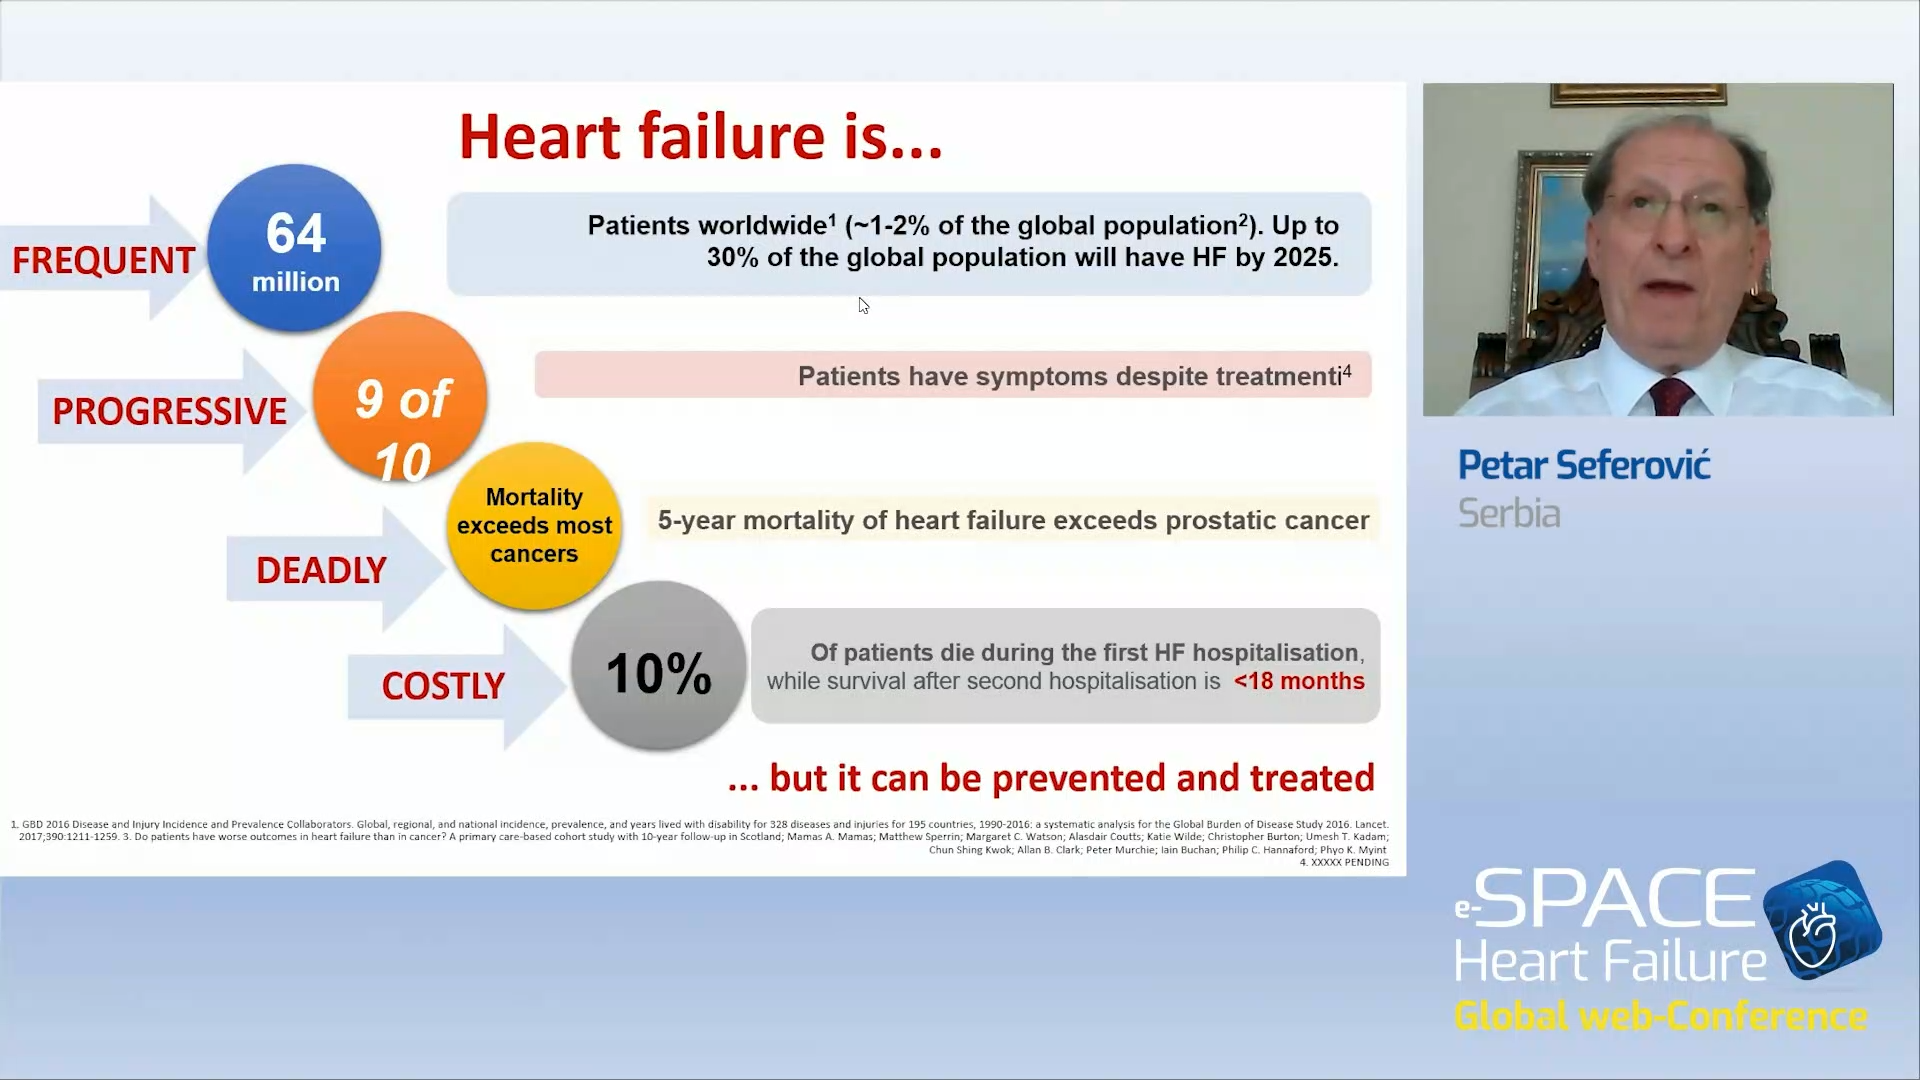 Heart failure is...
FREQUENT
64
million
Patients worldwide¹ (~1-2% of the global population²). Up to
30% of the global population will have HF by 2025.
PROGRESSIVE
9 of
10
Patients have symptoms despite treatmenti⁴
DEADLY
Mortality
exceeds most
cancers
5-year mortality of heart failure exceeds prostatic cancer
COSTLY
10%
Of patients die during the first HF hospitalisation,
while survival after second hospitalisation is <18 months
... but it can be prevented and treated
1. GBD 2016 Disease and Injury Incidence and Prevalence Collaborators. Global, regional, and national incidence, prevalence, and years lived with disability for 328 diseases and injuries for 195 countries, 1990-2016: a systematic analysis for the Global Burden of Disease Study 2016. Lancet.
2017;390:1211-1259. 3. Do patients have worse outcomes in heart failure than in cancer? A primary care-based cohort study with 10-year follow-up in Scotland; Mamas A. Mamas; Matthew Sperrin; Margaret C. Watson; Alasdair Coutts; Katie Wilde; Christopher Burton; Umesh T. Kadam;
Chun Shing Kwok; Allan B. Clark; Peter Murchie; Iain Buchan; Philip C. Hannaford; Phyo K. Myint
4. XXXXX PENDING
Petar Seferović
Serbia
e-SPACE
Heart Failure
Global web-Conference